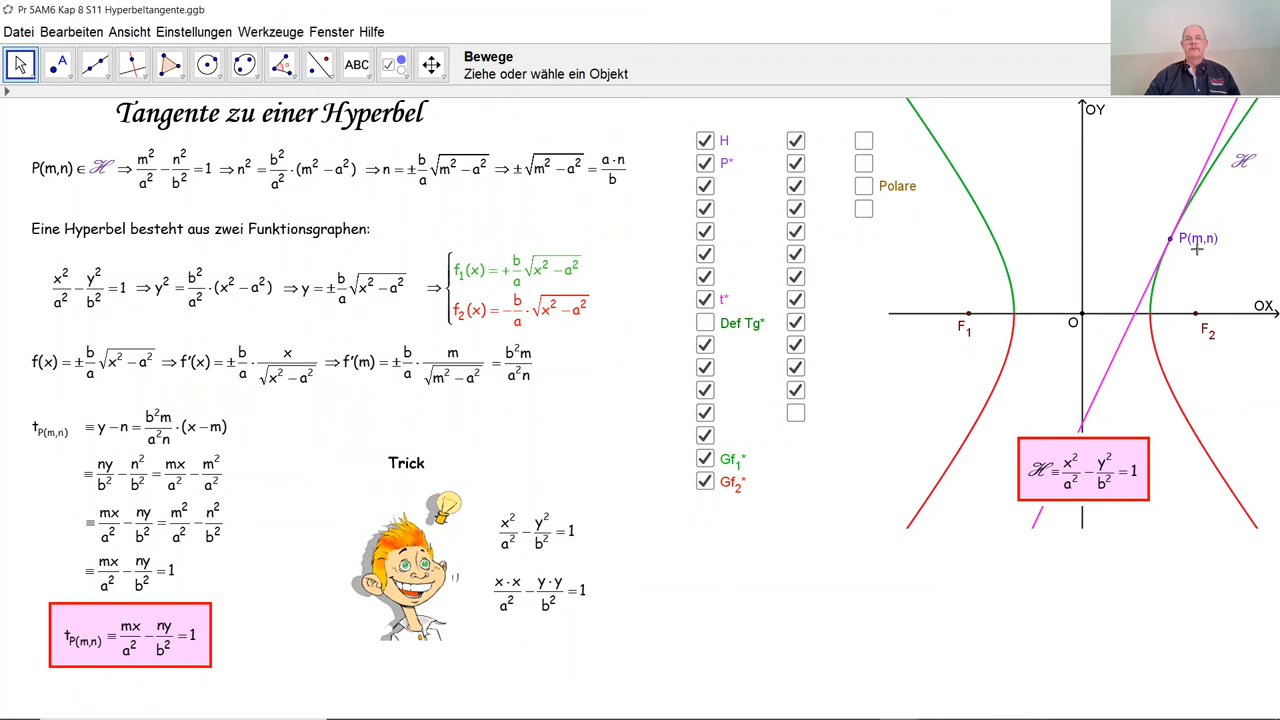 Pr 5AM6 Kap 8 S11 Hyperbeltangente.ggb
Datei Bearbeiten Ansicht Einstellungen Werkzeuge Fenster Hilfe
A
ABC
Bewege
Ziehe oder wähle ein Objekt
Tangente zu einer Hyperbel
P(m,n) ∈ ℋ ⇒ m²/a² − n²/b² = 1 ⇒ n² = b²/a² · (m² − a²) ⇒ n = ± b/a √(m² − a²) ⇒ ±√(m² − a²) = a·n/b
Eine Hyperbel besteht aus zwei Funktionsgraphen:
x²/a² − y²/b² = 1 ⇒ y² = b²/a² · (x² − a²) ⇒ y = ± b/a √(x² − a²) ⇒ { f₁(x) = + b/a √(x² − a²)
f₂(x) = − b/a · √(x² − a²)
f(x) = ± b/a √(x² − a²) ⇒ f′(x) = ± b/a · x/√(x² − a²) ⇒ f′(m) = ± b/a · m/√(m² − a²) = b²m/a²n
t_P(m,n) ≡ y − n = b²m/a²n · (x − m)
≡ ny/b² − n²/b² = mx/a² − m²/a²
≡ mx/a² − ny/b² = m²/a² − n²/b²
≡ mx/a² − ny/b² = 1
t_P(m,n) ≡ mx/a² − ny/b² = 1
Trick
x²/a² − y²/b² = 1
x·x/a² − y·y/b² = 1
H
P*
t*
Def Tg*
Gf₁*
Gf₂*
Polare
OY
ℋ
P(m,n)
OX
F₁
O
F₂
ℋ ≡ x²/a² − y²/b² = 1